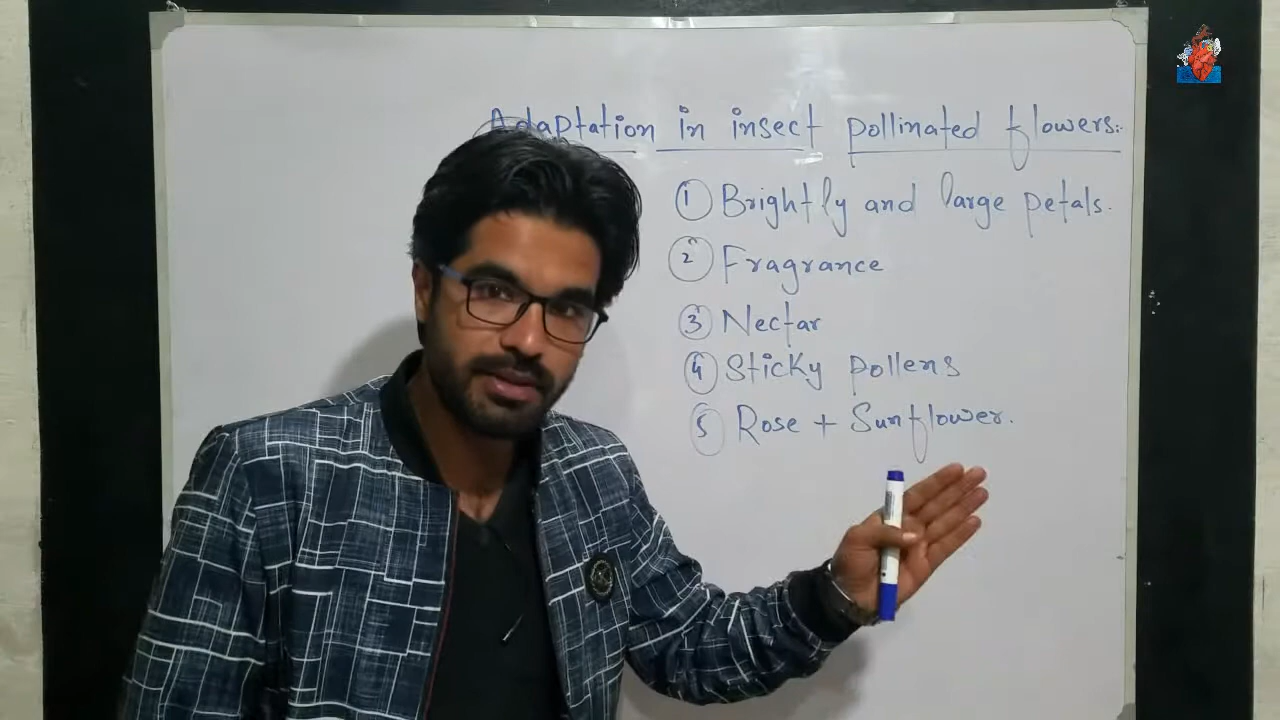 Adaptation in insect pollinated flowers:-
1 Brightly and large petals.
2 Fragrance
3 Nectar
4 Sticky pollens
5 Rose + Sunflower.